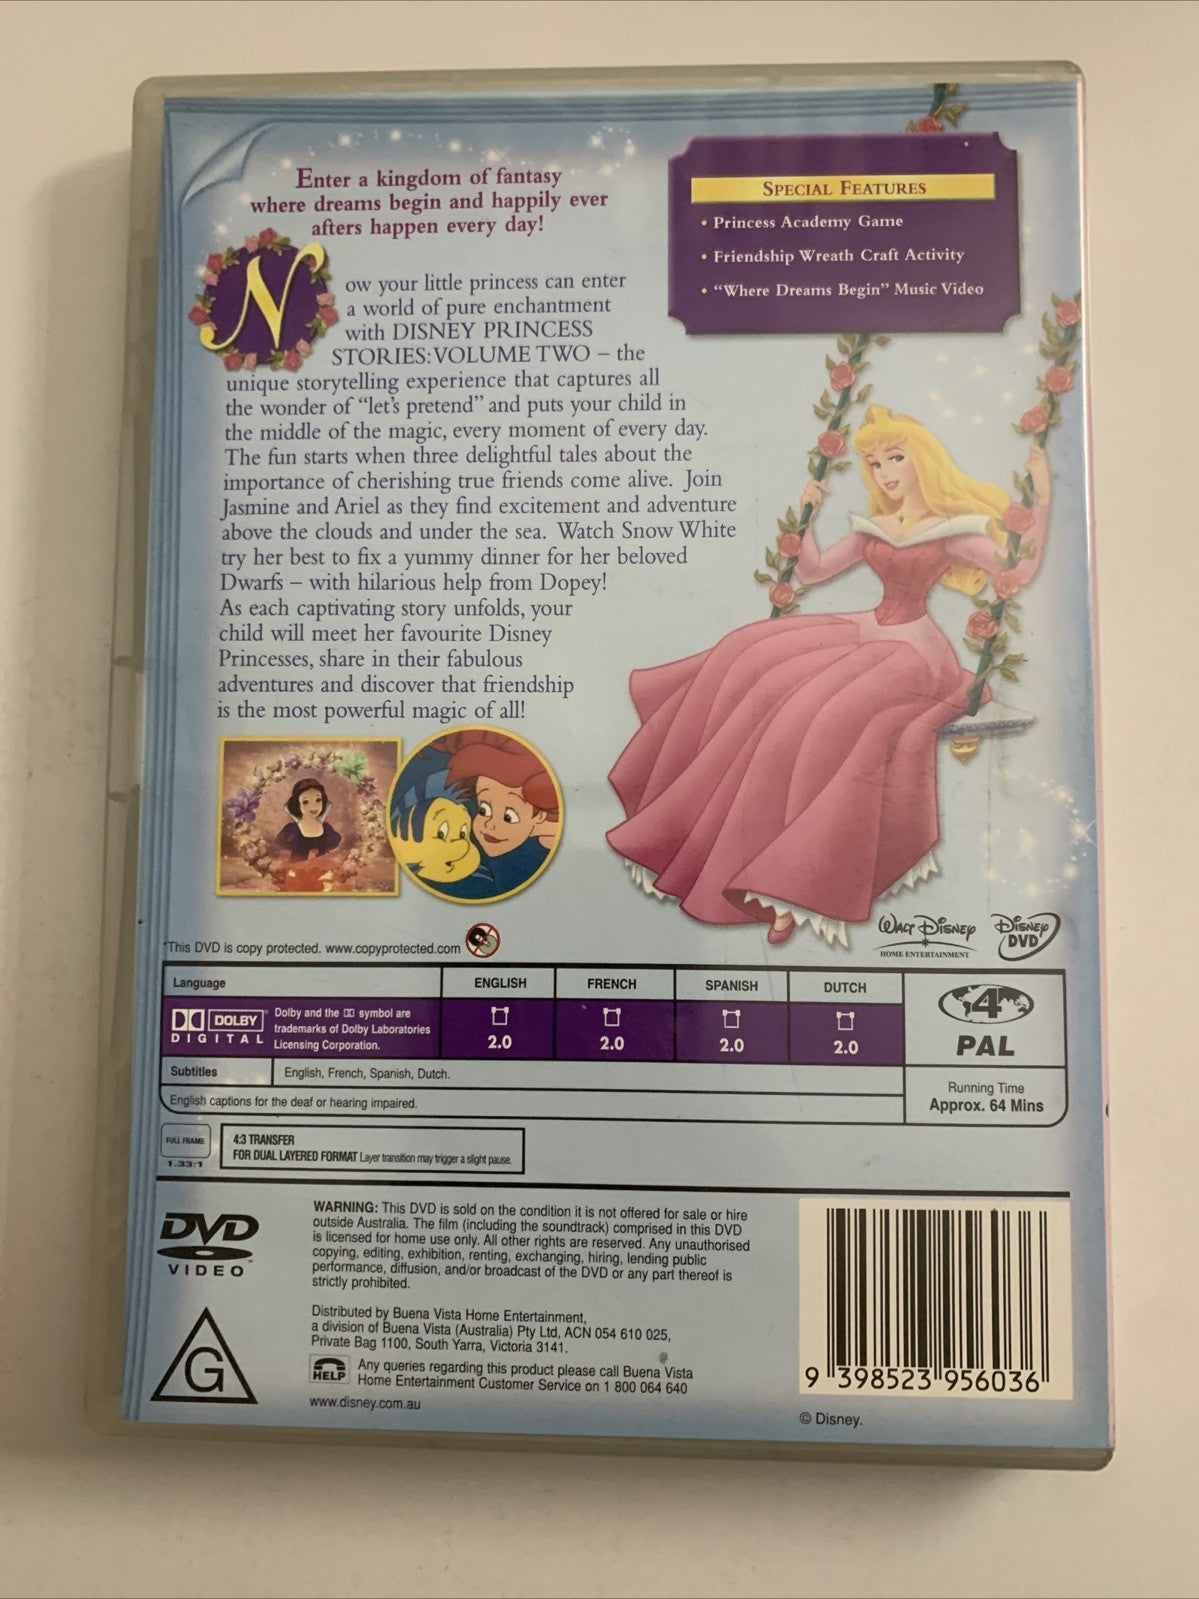 Enter a kingdom of fantasy
where dreams begin and happily ever
afters happen every day!
Now your little princess can enter
a world of pure enchantment
with DISNEY PRINCESS
STORIES: VOLUME TWO – the
unique storytelling experience that captures all
the wonder of “let's pretend” and puts your child in
the middle of the magic, every moment of every day.
The fun starts when three delightful tales about the
importance of cherishing true friends come alive. Join
Jasmine and Ariel as they find excitement and adventure
above the clouds and under the sea. Watch Snow White
try her best to fix a yummy dinner for her beloved
Dwarfs – with hilarious help from Dopey!
As each captivating story unfolds, your
child will meet her favourite Disney
Princesses, share in their fabulous
adventures and discover that friendship
is the most powerful magic of all!
SPECIAL FEATURES
• Princess Academy Game
• Friendship Wreath Craft Activity
• “Where Dreams Begin” Music Video
*This DVD is copy protected. www.copyprotected.com
WALT DISNEY
HOME ENTERTAINMENT
DISNEY
DVD
Language ENGLISH FRENCH SPANISH DUTCH
DOLBY
DIGITAL
Dolby and the DD symbol are
trademarks of Dolby Laboratories
Licensing Corporation.
2.0 2.0 2.0 2.0
Subtitles English, French, Spanish, Dutch.
English captions for the deaf or hearing impaired.
4
PAL
Running Time
Approx. 64 Mins
FULL FRAME
1.33:1
4:3 TRANSFER
FOR DUAL LAYERED FORMAT Layer transition may trigger a slight pause.
DVD
VIDEO™
G
WARNING: This DVD is sold on the condition it is not offered for sale or hire
outside Australia. The film (including the soundtrack) comprised in this DVD
is licensed for home use only. All other rights are reserved. Any unauthorised
copying, editing, exhibition, renting, exchanging, hiring, lending public
performance, diffusion, and/or broadcast of the DVD or any part thereof is
strictly prohibited.
Distributed by Buena Vista Home Entertainment,
a division of Buena Vista (Australia) Pty Ltd, ACN 054 610 025,
Private Bag 1100, South Yarra, Victoria 3141.
HELP
Any queries regarding this product please call Buena Vista
Home Entertainment Customer Service on 1 800 064 640
www.disney.com.au
9 398523 956036
© Disney.